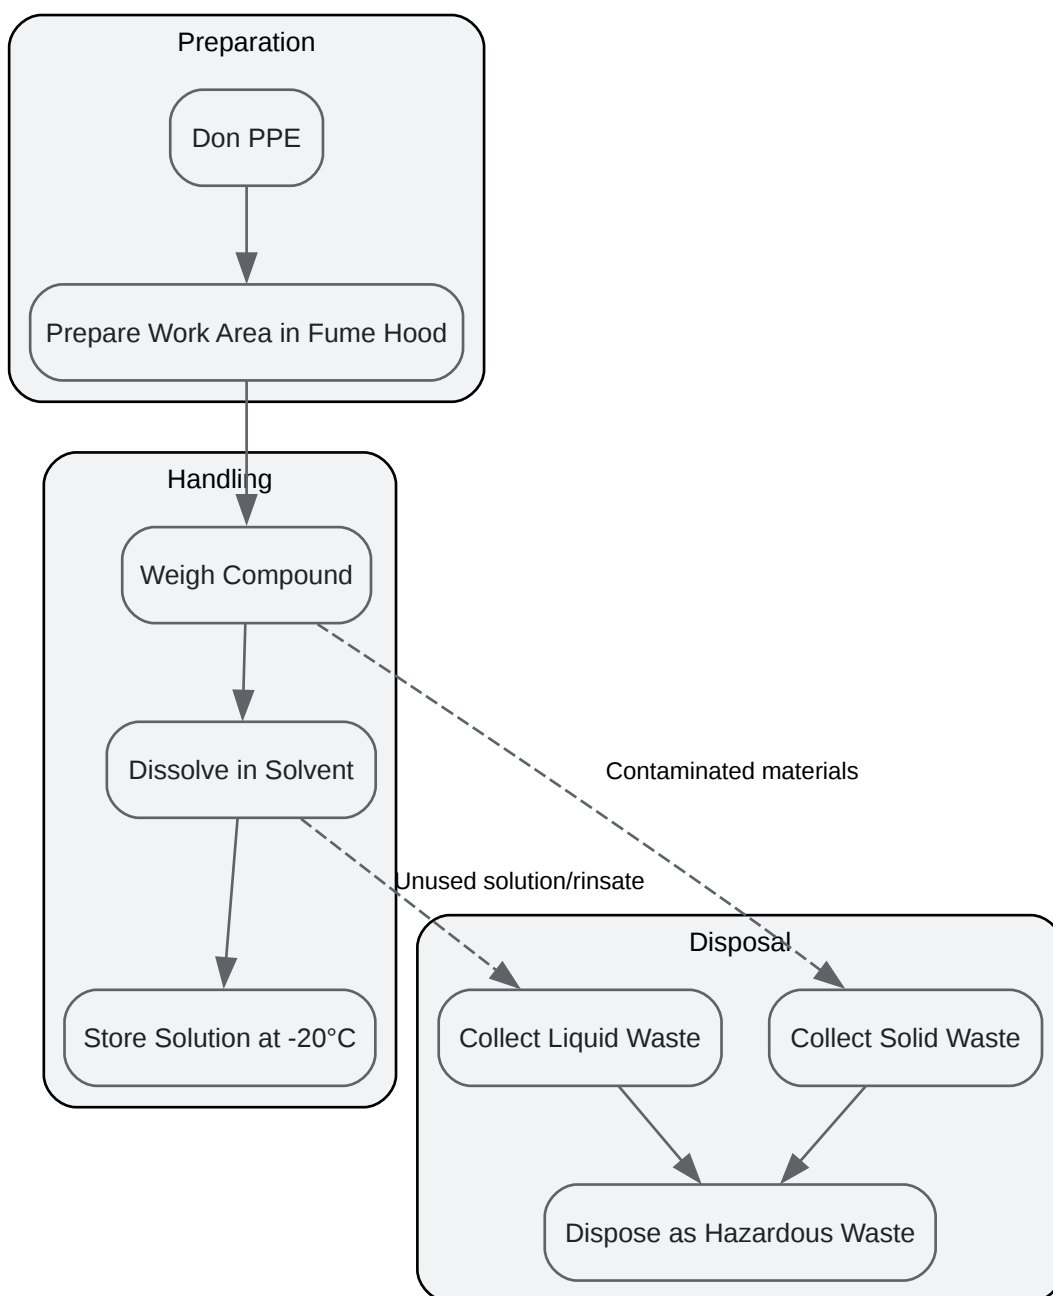 Preparation
Don PPE
Prepare Work Area in Fume Hood
Handling
Weigh Compound
Dissolve in Solvent
Contaminated materials
Unused solution/rinsate
Disposal
Store Solution at -20°C
Collect Liquid Waste
Collect Solid Waste
Dispose as Hazardous Waste